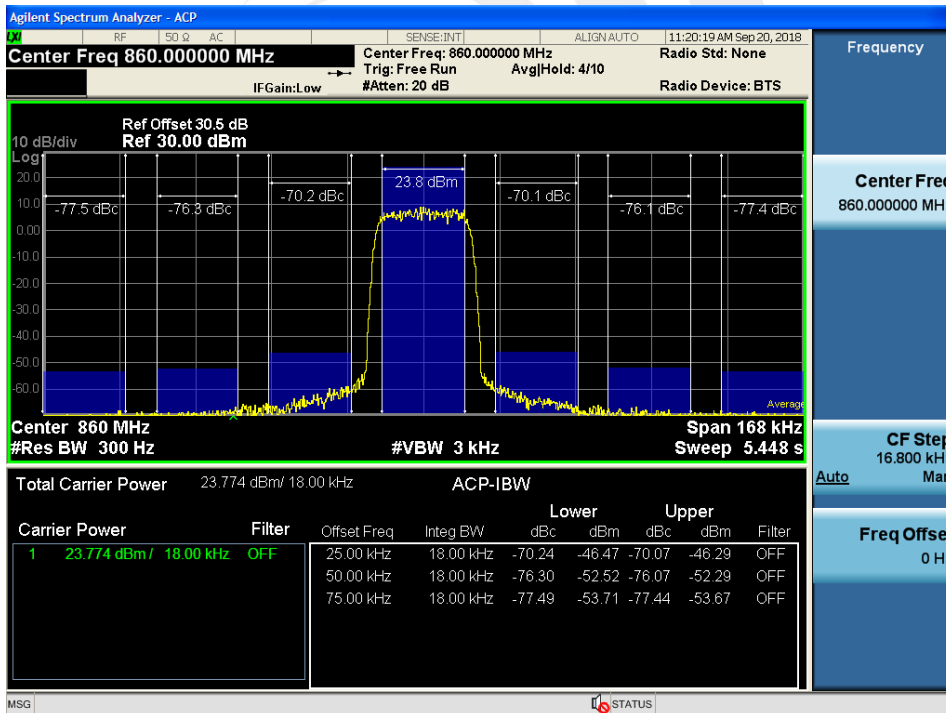 Agilent Spectrum Analyzer - ACP
LXI RF 50 Ω AC SENSE:INT ALIGNAUTO 11:20:19 AM Sep 20, 2018
Center Freq 860.000000 MHz
Center Freq: 860.000000 MHz Radio Std: None
Trig: Free Run Avg|Hold: 4/10
IFGain:Low #Atten: 20 dB Radio Device: BTS
Ref Offset 30.5 dB
10 dB/div Ref 30.00 dBm
Log
20.0
10.0
0.00
-10.0
-20.0
-30.0
-40.0
-50.0
-60.0
-77.5 dBc -76.3 dBc -70.2 dBc 23.8 dBm -70.1 dBc -76.1 dBc -77.4 dBc
Average
Center 860 MHz Span 168 kHz
#Res BW 300 Hz #VBW 3 kHz Sweep 5.448 s
Total Carrier Power 23.774 dBm/ 18.00 kHz ACP-IBW
Lower Upper
Carrier Power Filter Offset Freq Integ BW dBc dBm dBc dBm Filter
1 23.774 dBm / 18.00 kHz OFF 25.00 kHz 18.00 kHz -70.24 -46.47 -70.07 -46.29 OFF
50.00 kHz 18.00 kHz -76.30 -52.52 -76.07 -52.29 OFF
75.00 kHz 18.00 kHz -77.49 -53.71 -77.44 -53.67 OFF
MSG STATUS
Frequency
Center Freq
860.000000 MH
CF Step
16.800 kH
Auto Man
Freq Offse
0 H